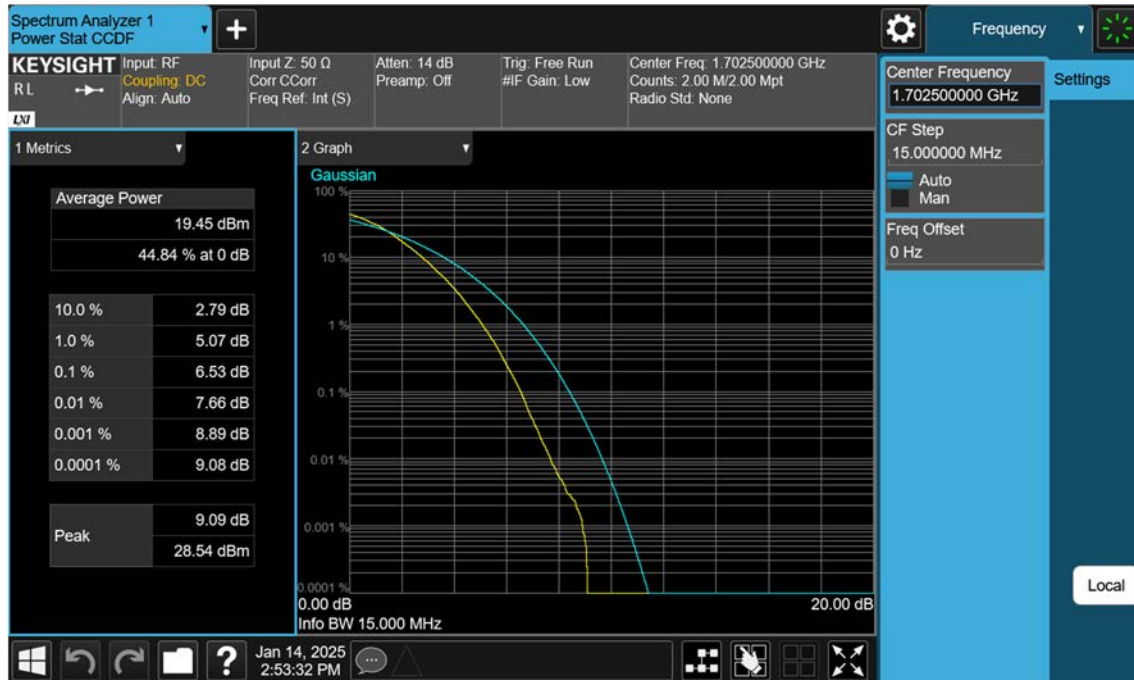 Spectrum Analyzer 1
Power Stat CCDF
Frequency
KEYSIGHT
R L
LXI
Input: RF
Coupling: DC
Align: Auto
Input Z: 50 Ω
Corr CCorr
Freq Ref: Int (S)
Atten: 14 dB
Preamp: Off
Trig: Free Run
#IF Gain: Low
Center Freq: 1.702500000 GHz
Counts: 2.00 M/2.00 Mpt
Radio Std: None
1 Metrics
Average Power
19.45 dBm
44.84 % at 0 dB
10.0 % 2.79 dB
1.0 % 5.07 dB
0.1 % 6.53 dB
0.01 % 7.66 dB
0.001 % 8.89 dB
0.0001 % 9.08 dB
Peak
9.09 dB
28.54 dBm
2 Graph
Gaussian
100 %
10 %
1 %
0.1 %
0.01 %
0.001 %
0.0001 %
0.00 dB 20.00 dB
Info BW 15.000 MHz
Center Frequency
1.702500000 GHz
CF Step
15.000000 MHz
Auto
Man
Freq Offset
0 Hz
Settings
Local
?
Jan 14, 2025
2:53:32 PM